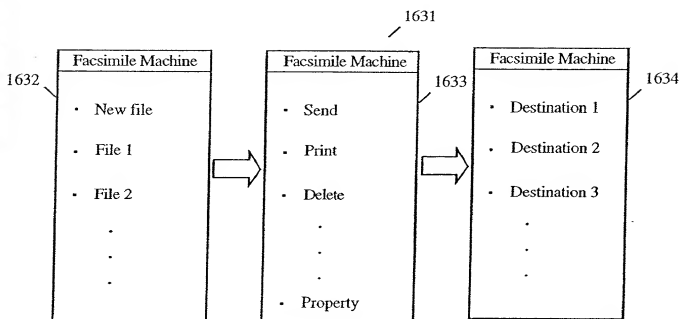 1631
1632
Facsimile Machine
· New file
· File 1
· File 2
.
.
.
1633
Facsimile Machine
· Send
· Print
· Delete
.
.
.
· Property
1634
Facsimile Machine
· Destination 1
· Destination 2
· Destination 3
.
.
.